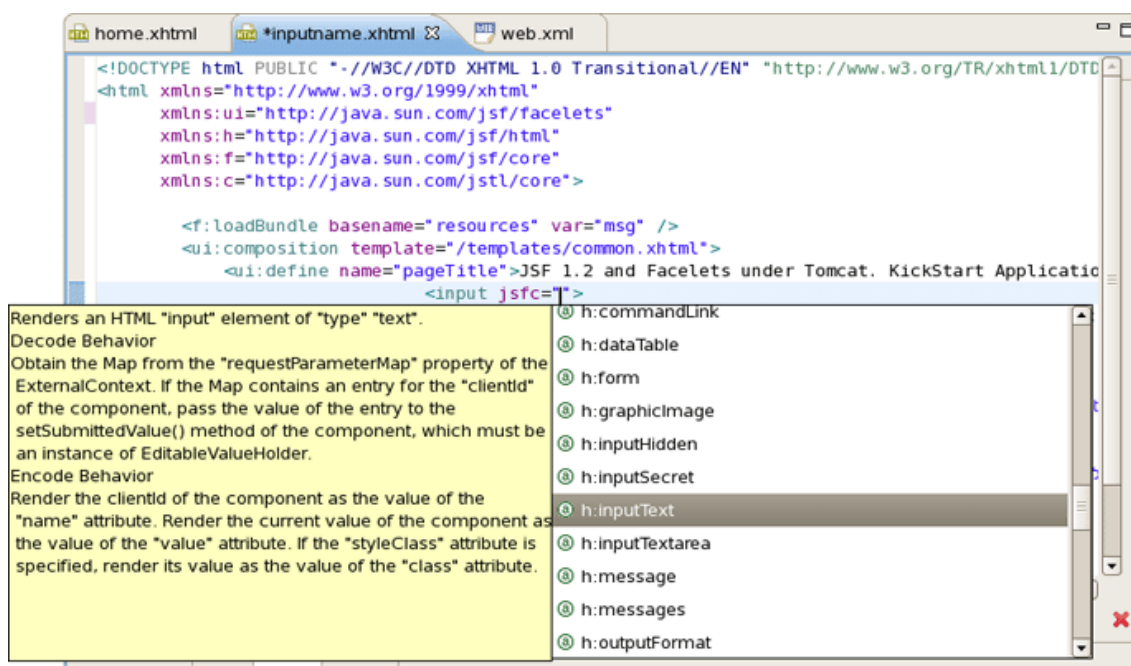 home.xhtml
*inputname.xhtml
web.xml
<!DOCTYPE html PUBLIC "-//W3C//DTD XHTML 1.0 Transitional//EN" "http://www.w3.org/TR/xhtml1/DTD
<html xmlns="http://www.w3.org/1999/xhtml"
xmlns:ui="http://java.sun.com/jsf/facelets"
xmlns:h="http://java.sun.com/jsf/html"
xmlns:f="http://java.sun.com/jsf/core"
xmlns:c="http://java.sun.com/jstl/core">
<f:loadBundle basename="resources" var="msg" />
<ui:composition template="/templates/common.xhtml">
<ui:define name="pageTitle">JSF 1.2 and Facelets under Tomcat. KickStart Applicatio
<input jsfc="">
Renders an HTML "input" element of "type" "text".
Decode Behavior
Obtain the Map from the "requestParameterMap" property of the
ExternalContext. If the Map contains an entry for the "clientId"
of the component, pass the value of the entry to the
setSubmittedValue() method of the component, which must be
an instance of EditableValueHolder.
Encode Behavior
Render the clientId of the component as the value of the
"name" attribute. Render the current value of the component as
the value of the "value" attribute. If the "styleClass" attribute is
specified, render its value as the value of the "class" attribute.
h:commandLink
h:dataTable
h:form
h:graphicImage
h:inputHidden
h:inputSecret
h:inputText
h:inputTextarea
h:message
h:messages
h:outputFormat